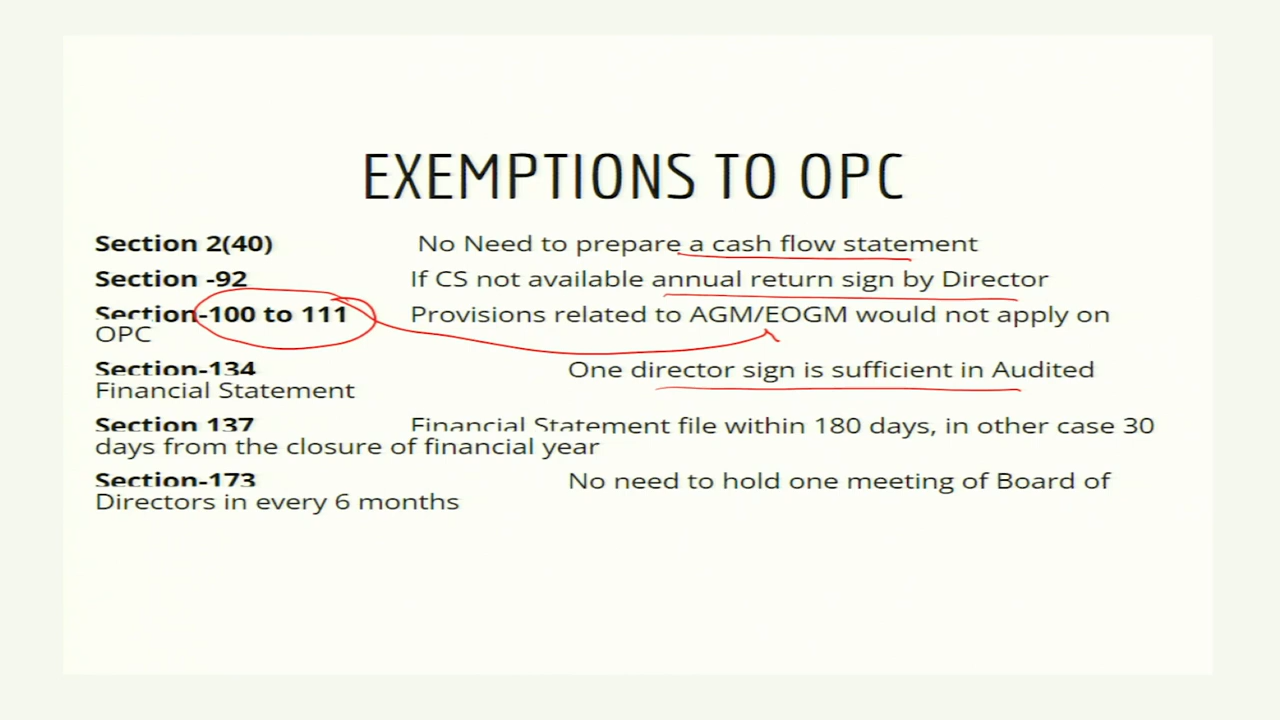 EXEMPTIONS TO OPC
Section 2(40) No Need to prepare a cash flow statement
Section -92 If CS not available annual return sign by Director
Section-100 to 111 Provisions related to AGM/EOGM would not apply on
OPC
Section-134 One director sign is sufficient in Audited
Financial Statement
Section 137 Financial Statement file within 180 days, in other case 30
days from the closure of financial year
Section-173 No need to hold one meeting of Board of
Directors in every 6 months